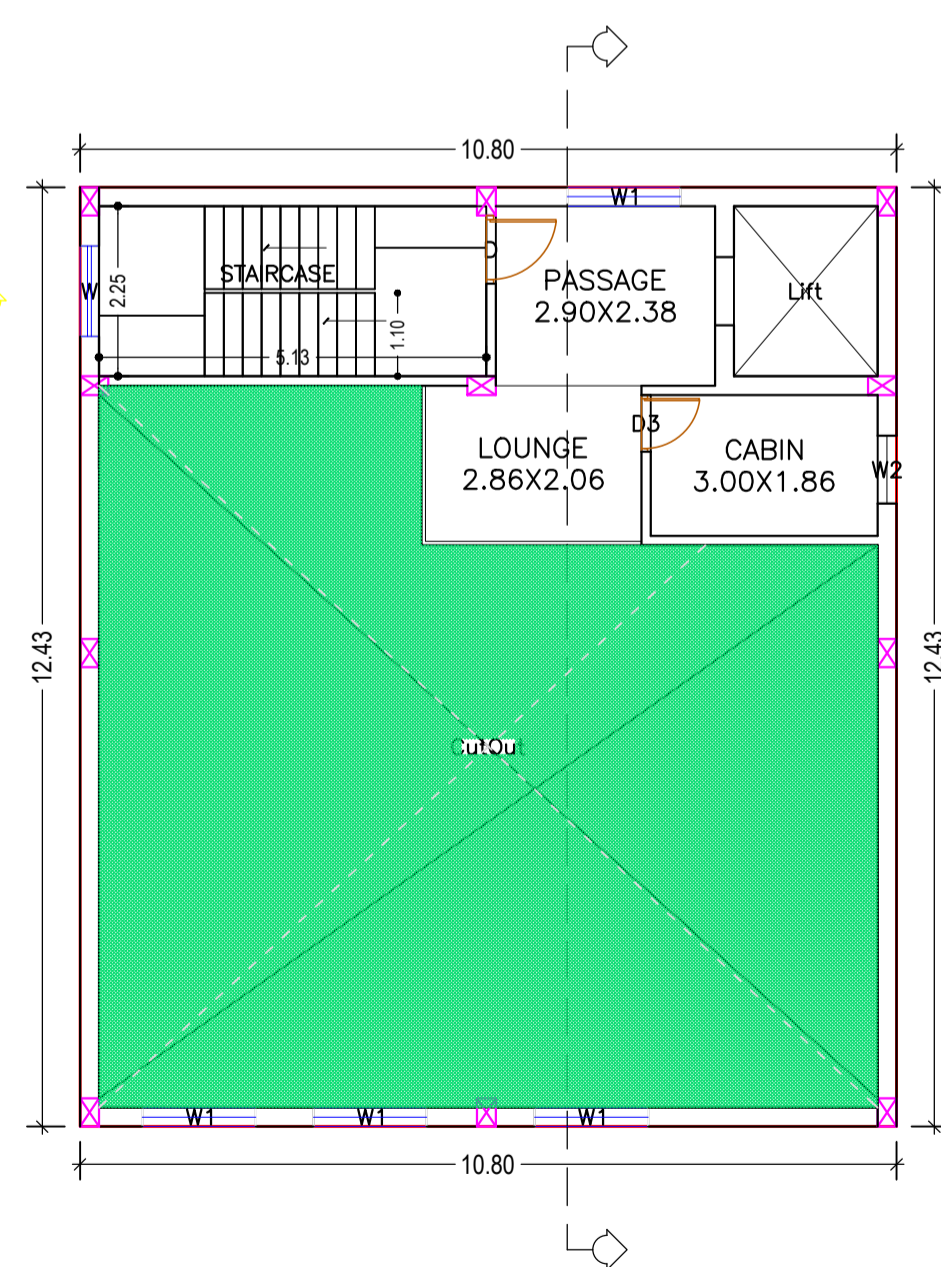 10.80
W1
STAIRCASE
D
PASSAGE
2.90X2.38
Lift
W
2.25
1.10
5.13
LOUNGE
2.86X2.06
D3
CABIN
3.00X1.86
W2
12.43
12.43
CutOut
W1
W1
W1
10.80